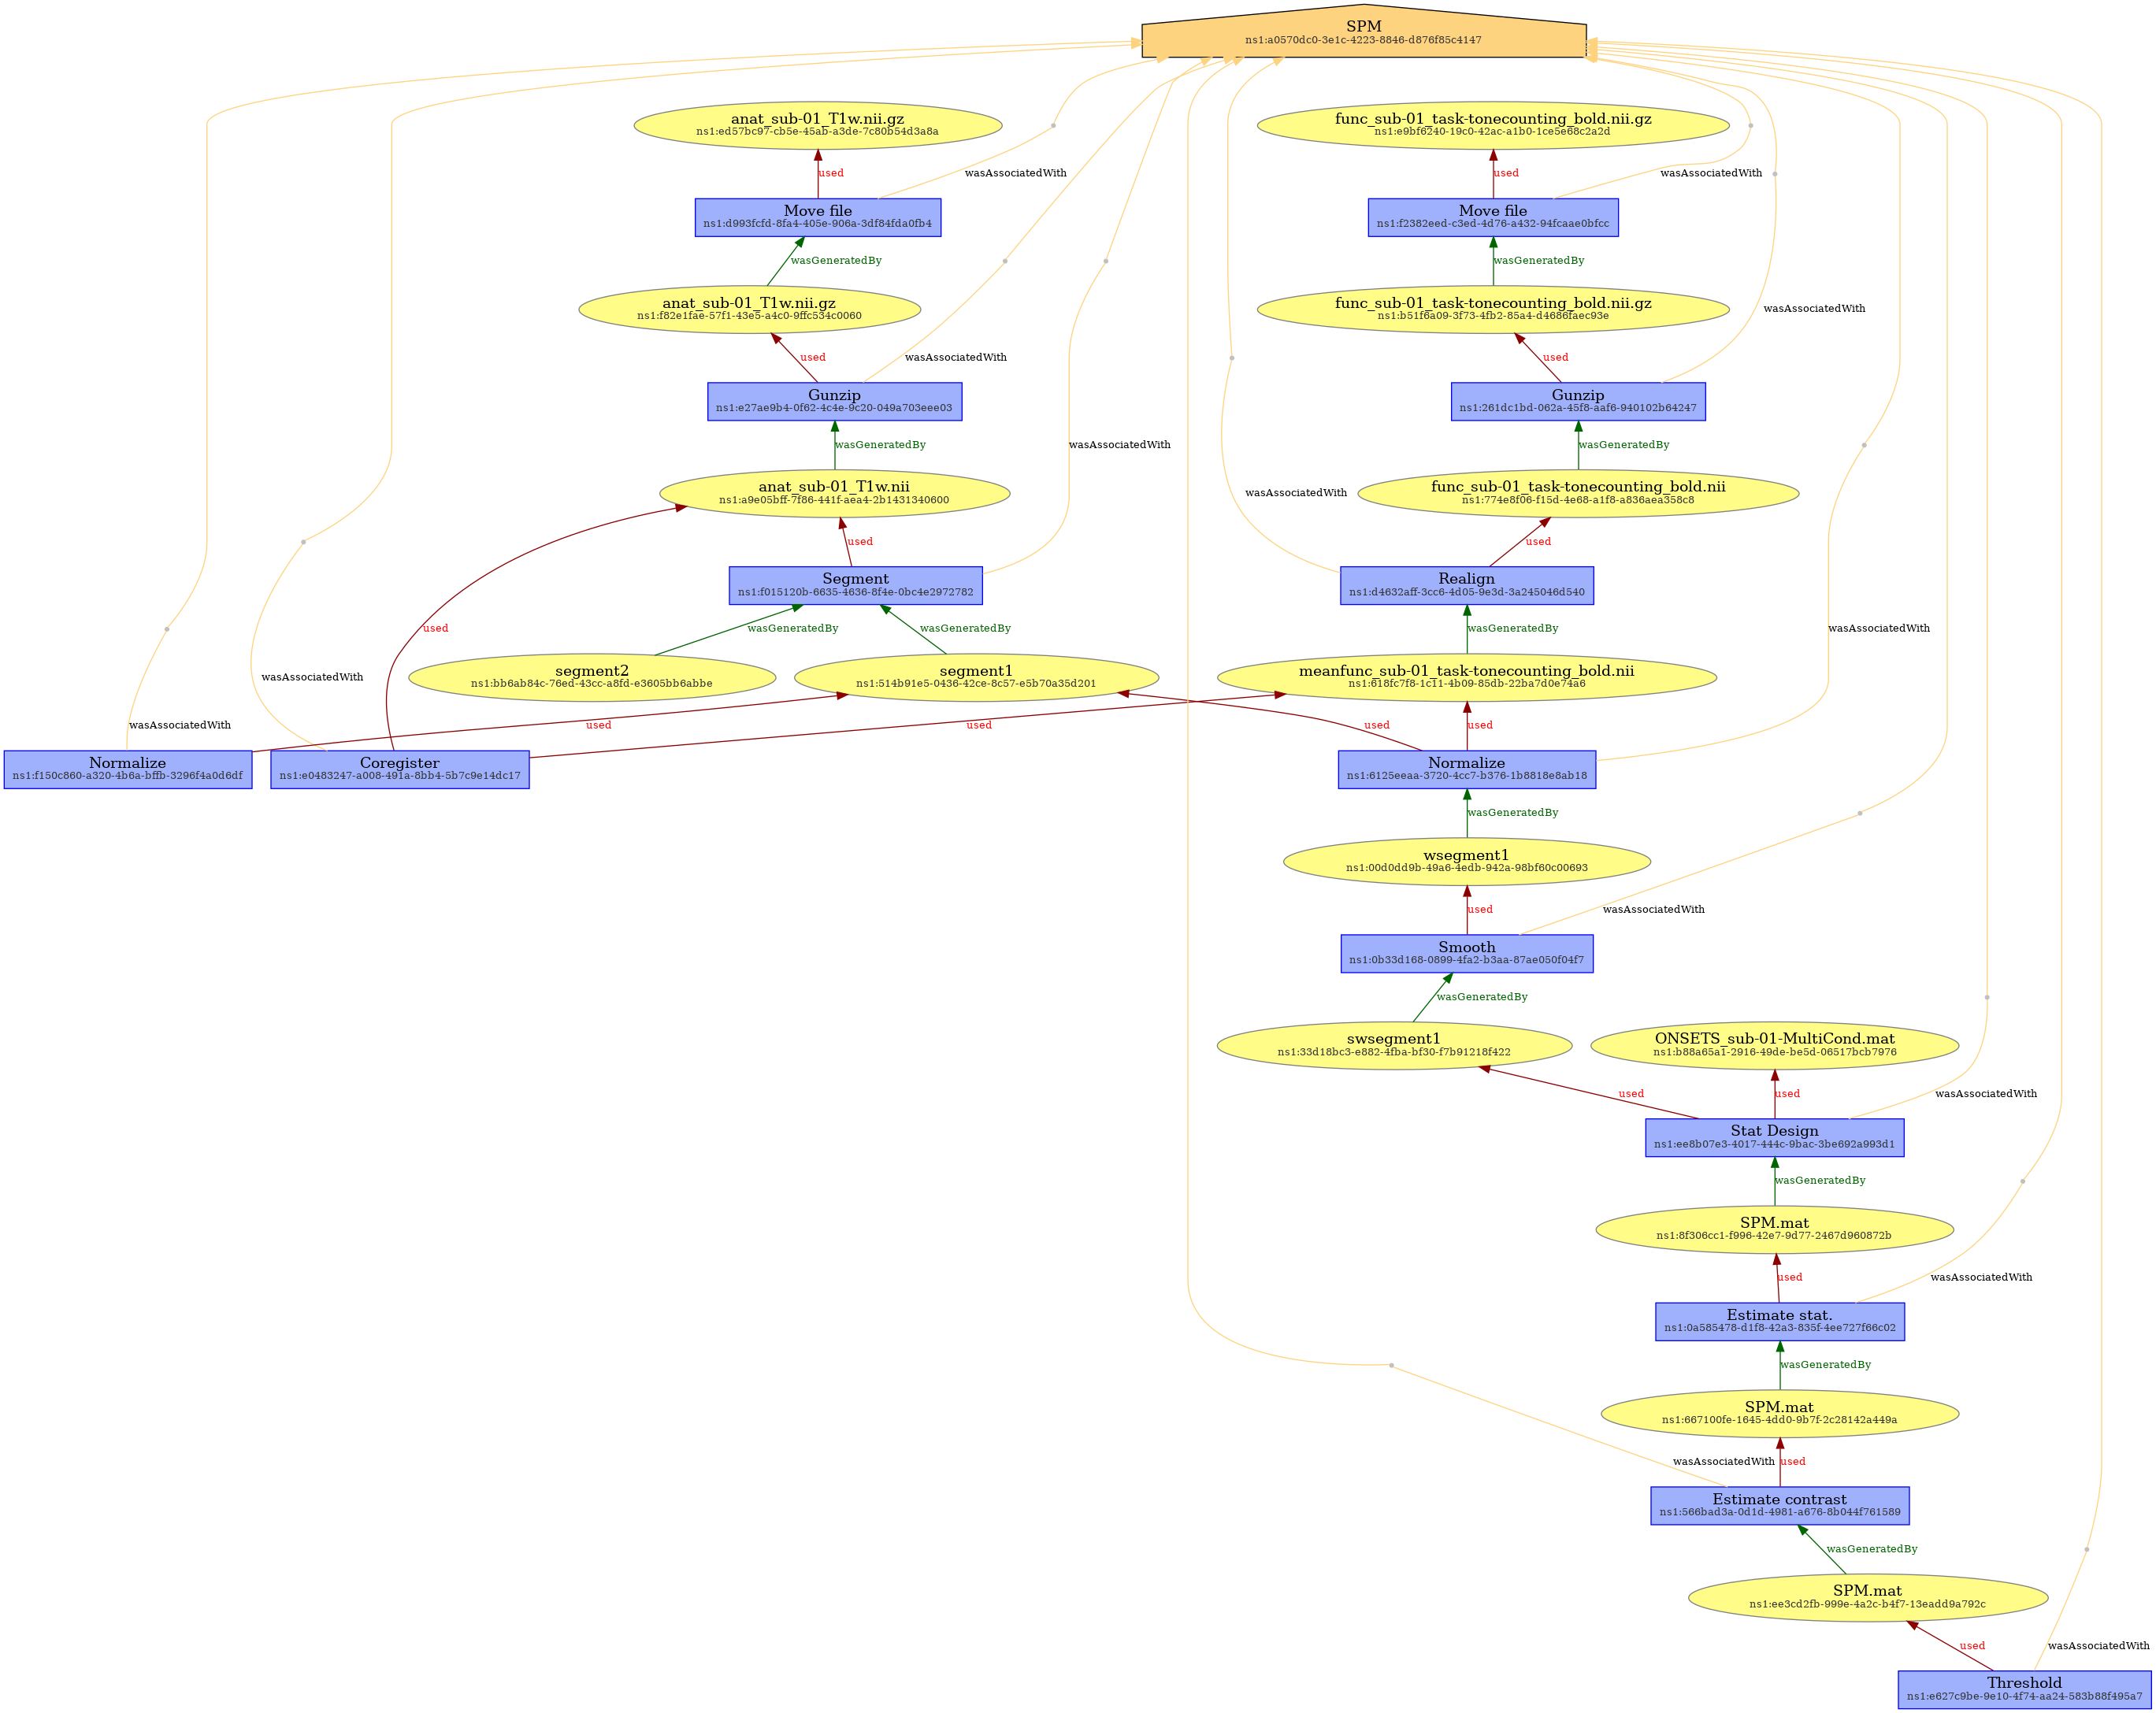 SPM
ns1:a0570dc0-3e1c-4223-8846-d876f85c4147
anat_sub-01_T1w.nii.gz
ns1:ed57bc97-cb5e-45ab-a3de-7c80b54d3a8a
func_sub-01_task-tonecounting_bold.nii.gz
ns1:e9bf6240-19c0-42ac-a1b0-1ce5e68c2a2d
used
wasAssociatedWith
used
wasAssociatedWith
Move file
ns1:d993fcfd-8fa4-405e-906a-3df84fda0fb4
Move file
ns1:f2382eed-c3ed-4d76-a432-94fcaae0bfcc
wasGeneratedBy
wasGeneratedBy
anat_sub-01_T1w.nii.gz
ns1:f82e1fae-57f1-43e5-a4c0-9ffc534c0060
func_sub-01_task-tonecounting_bold.nii.gz
ns1:b51f6a09-3f73-4fb2-85a4-d4686faec93e
wasAssociatedWith
used
wasAssociatedWith
used
Gunzip
ns1:e27ae9b4-0f62-4c4e-9c20-049a703eee03
Gunzip
ns1:261dc1bd-062a-45f8-aaf6-940102b64247
wasGeneratedBy
wasAssociatedWith
wasGeneratedBy
anat_sub-01_T1w.nii
ns1:a9e05bff-7f86-441f-aea4-2b1431340600
func_sub-01_task-tonecounting_bold.nii
ns1:774e8f06-f15d-4e68-a1f8-a836aea358c8
wasAssociatedWith
used
used
Segment
ns1:f015120b-6635-4636-8f4e-0bc4e2972782
Realign
ns1:d4632aff-3cc6-4d05-9e3d-3a245046d540
used
wasGeneratedBy
wasGeneratedBy
wasGeneratedBy
wasAssociatedWith
segment2
ns1:bb6ab84c-76ed-43cc-a8fd-e3605bb6abbe
segment1
ns1:514b91e5-0436-42ce-8c57-e5b70a35d201
meanfunc_sub-01_task-tonecounting_bold.nii
ns1:618fc7f8-1c11-4b09-85db-22ba7d0e74a6
wasAssociatedWith
wasAssociatedWith
used
used
used
used
Normalize
ns1:f150c860-a320-4b6a-bffb-3296f4a0d6df
Coregister
ns1:e0483247-a008-491a-8bb4-5b7c9e14dc17
Normalize
ns1:6125eeaa-3720-4cc7-b376-1b8818e8ab18
wasGeneratedBy
wsegment1
ns1:00d0dd9b-49a6-4edb-942a-98bf60c00693
used
wasAssociatedWith
Smooth
ns1:0b33d168-0899-4fa2-b3aa-87ae050f04f7
wasGeneratedBy
swsegment1
ns1:33d18bc3-e882-4fba-bf30-f7b91218f422
ONSETS_sub-01-MultiCond.mat
ns1:b88a65a1-2916-49de-be5d-06517bcb7976
used
used
wasAssociatedWith
Stat Design
ns1:ee8b07e3-4017-444c-9bac-3be692a993d1
wasGeneratedBy
SPM.mat
ns1:8f306cc1-f996-42e7-9d77-2467d960872b
used
wasAssociatedWith
Estimate stat.
ns1:0a585478-d1f8-42a3-835f-4ee727f66c02
wasGeneratedBy
SPM.mat
ns1:667100fe-1645-4dd0-9b7f-2c28142a449a
wasAssociatedWith
used
Estimate contrast
ns1:566bad3a-0d1d-4981-a676-8b044f761589
wasGeneratedBy
SPM.mat
ns1:ee3cd2fb-999e-4a2c-b4f7-13eadd9a792c
used
wasAssociatedWith
Threshold
ns1:e627c9be-9e10-4f74-aa24-583b88f495a7